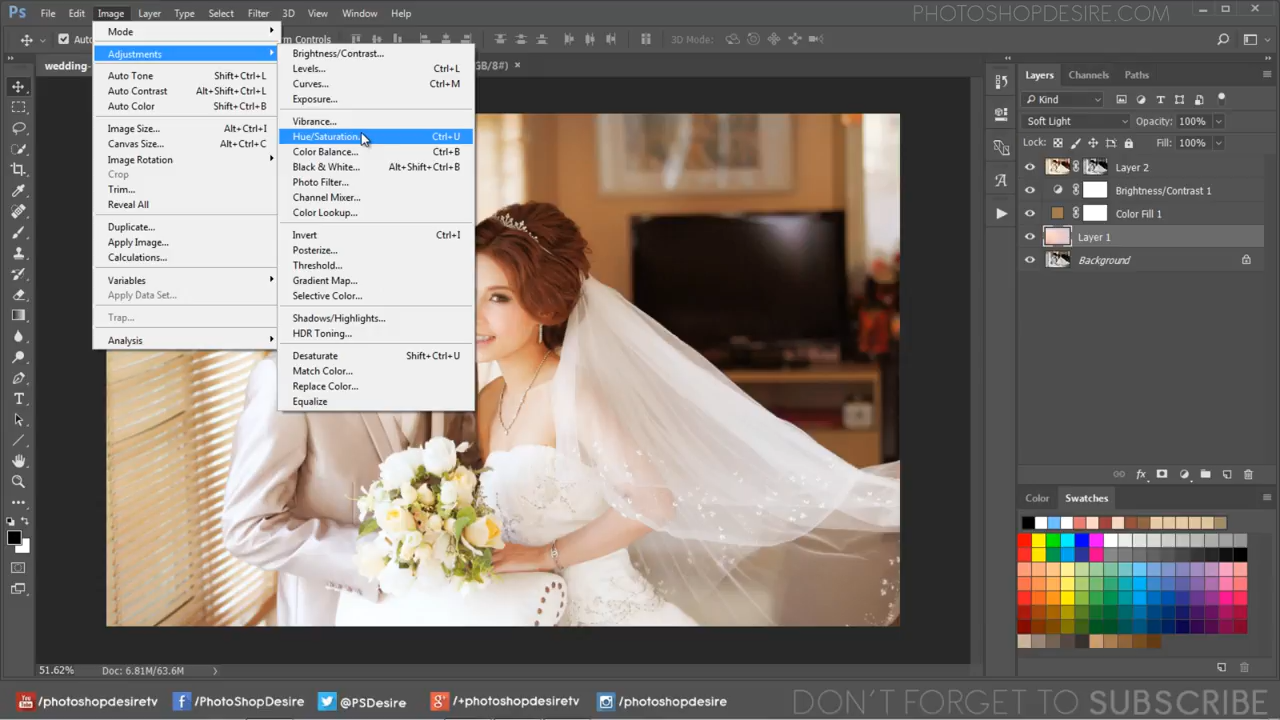 Ps File Edit Image Layer Type Select Filter 3D View Window Help
PHOTOSHOPDESIRE.COM
m Controls
3D Mode:
wedding-
GB/8#) ×
Mode
Adjustments
Auto Tone Shift+Ctrl+L
Auto Contrast Alt+Shift+Ctrl+L
Auto Color Shift+Ctrl+B
Image Size... Alt+Ctrl+I
Canvas Size... Alt+Ctrl+C
Image Rotation
Crop
Trim...
Reveal All
Duplicate...
Apply Image...
Calculations...
Variables
Apply Data Set...
Trap...
Analysis
Brightness/Contrast...
Levels... Ctrl+L
Curves... Ctrl+M
Exposure...
Vibrance...
Hue/Saturation... Ctrl+U
Color Balance... Ctrl+B
Black & White... Alt+Shift+Ctrl+B
Photo Filter...
Channel Mixer...
Color Lookup...
Invert Ctrl+I
Posterize...
Threshold...
Gradient Map...
Selective Color...
Shadows/Highlights...
HDR Toning...
Desaturate Shift+Ctrl+U
Match Color...
Replace Color...
Equalize
Layers Channels Paths
Kind
Soft Light Opacity: 100%
Lock: Fill: 100%
Layer 2
Brightness/Contrast 1
Color Fill 1
Layer 1
Background
Color Swatches
51.62% Doc: 6.81M/63.6M
You Tube /photoshopdesiretv /PhotoShopDesire @PSDesire /+photoshopdesiretv /photoshopdesire
DON'T FORGET TO SUBSCRIBE